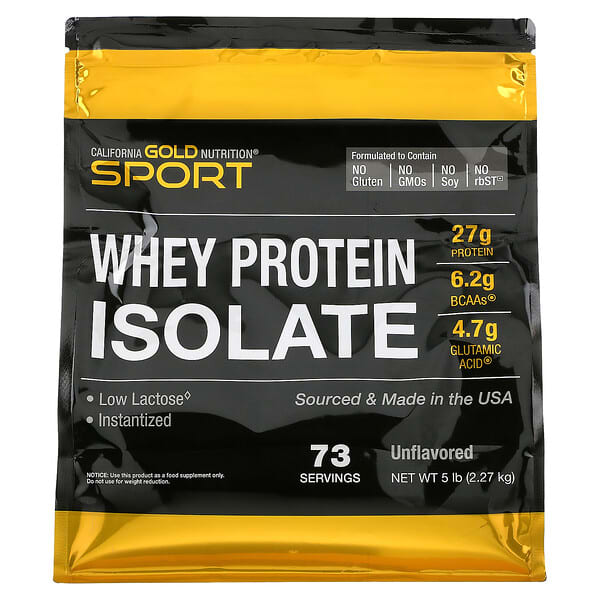 CALIFORNIA GOLD NUTRITION®
SPORT
Formulated to Contain
NO Gluten
NO GMOs
NO Soy
NO rbST
WHEY PROTEIN
ISOLATE
27g
PROTEIN
6.2g
BCAAs
4.7g
GLUTAMIC
ACID
• Low Lactose◊
• Instantized
Sourced & Made in the USA
73
SERVINGS
Unflavored
NET WT 5 lb (2.27 kg)
NOTICE: Use this product as a food supplement only.
Do not use for weight reduction.